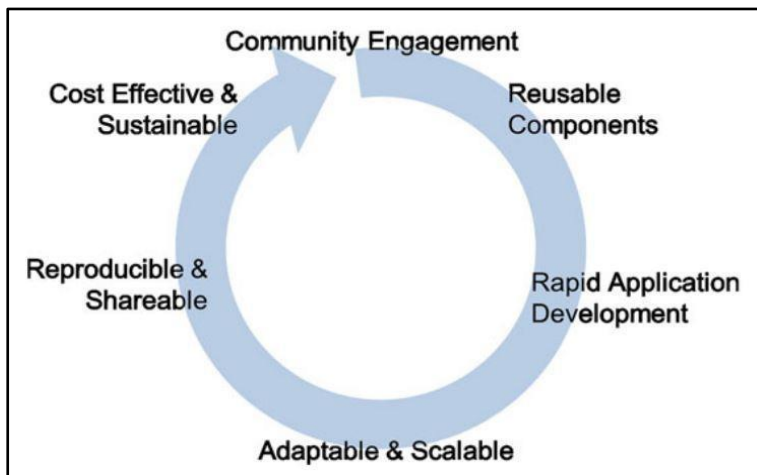 Community Engagement
Reusable
Components
Rapid Application
Development
Adaptable & Scalable
Reproducible &
Shareable
Cost Effective &
Sustainable